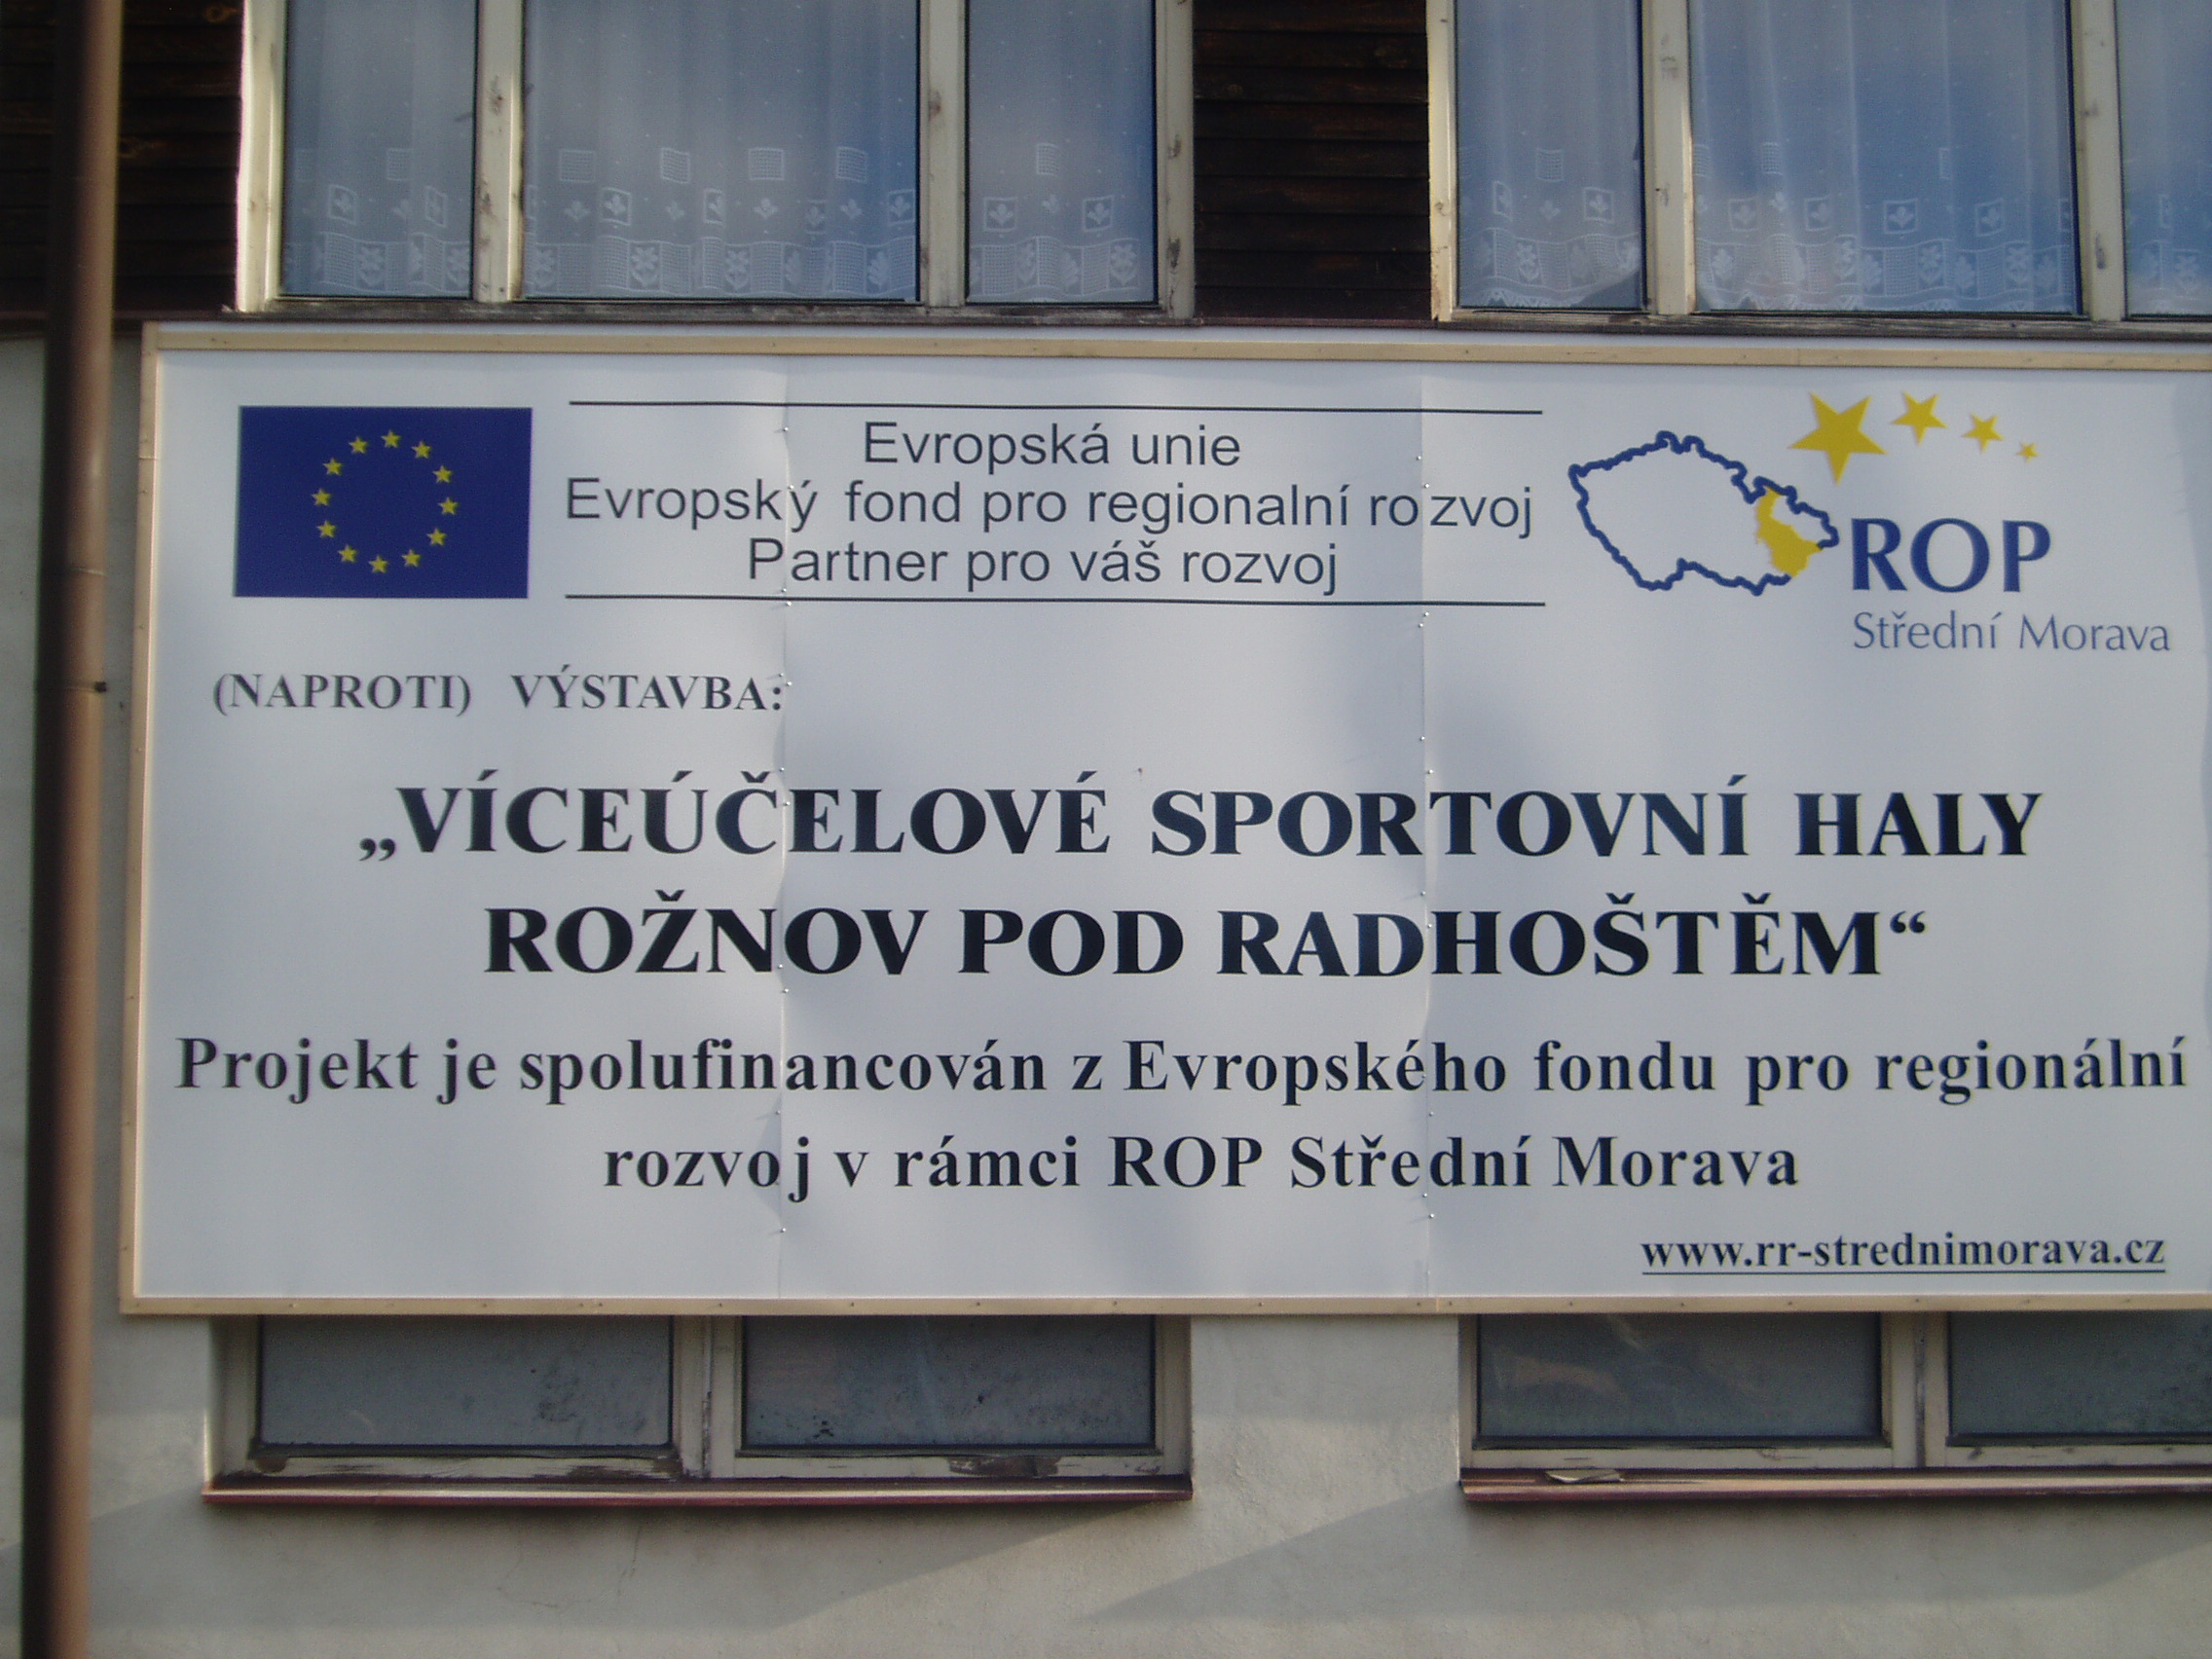 Evropská unie
Evropský fond pro regionalní rozvoj
Partner pro váš rozvoj
ROP
Střední Morava
(NAPROTI) VÝSTAVBA:
„VÍCEÚČELOVÉ SPORTOVNÍ HALY
ROŽNOV POD RADHOŠTĚM“
Projekt je spolufinancován z Evropského fondu pro regionální
rozvoj v rámci ROP Střední Morava
www.rr-strednimorava.cz